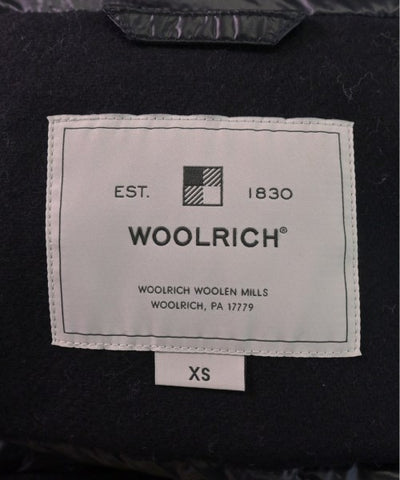 EST. 1830
WOOLRICH®
WOOLRICH WOOLEN MILLS
WOOLRICH, PA 17779
XS